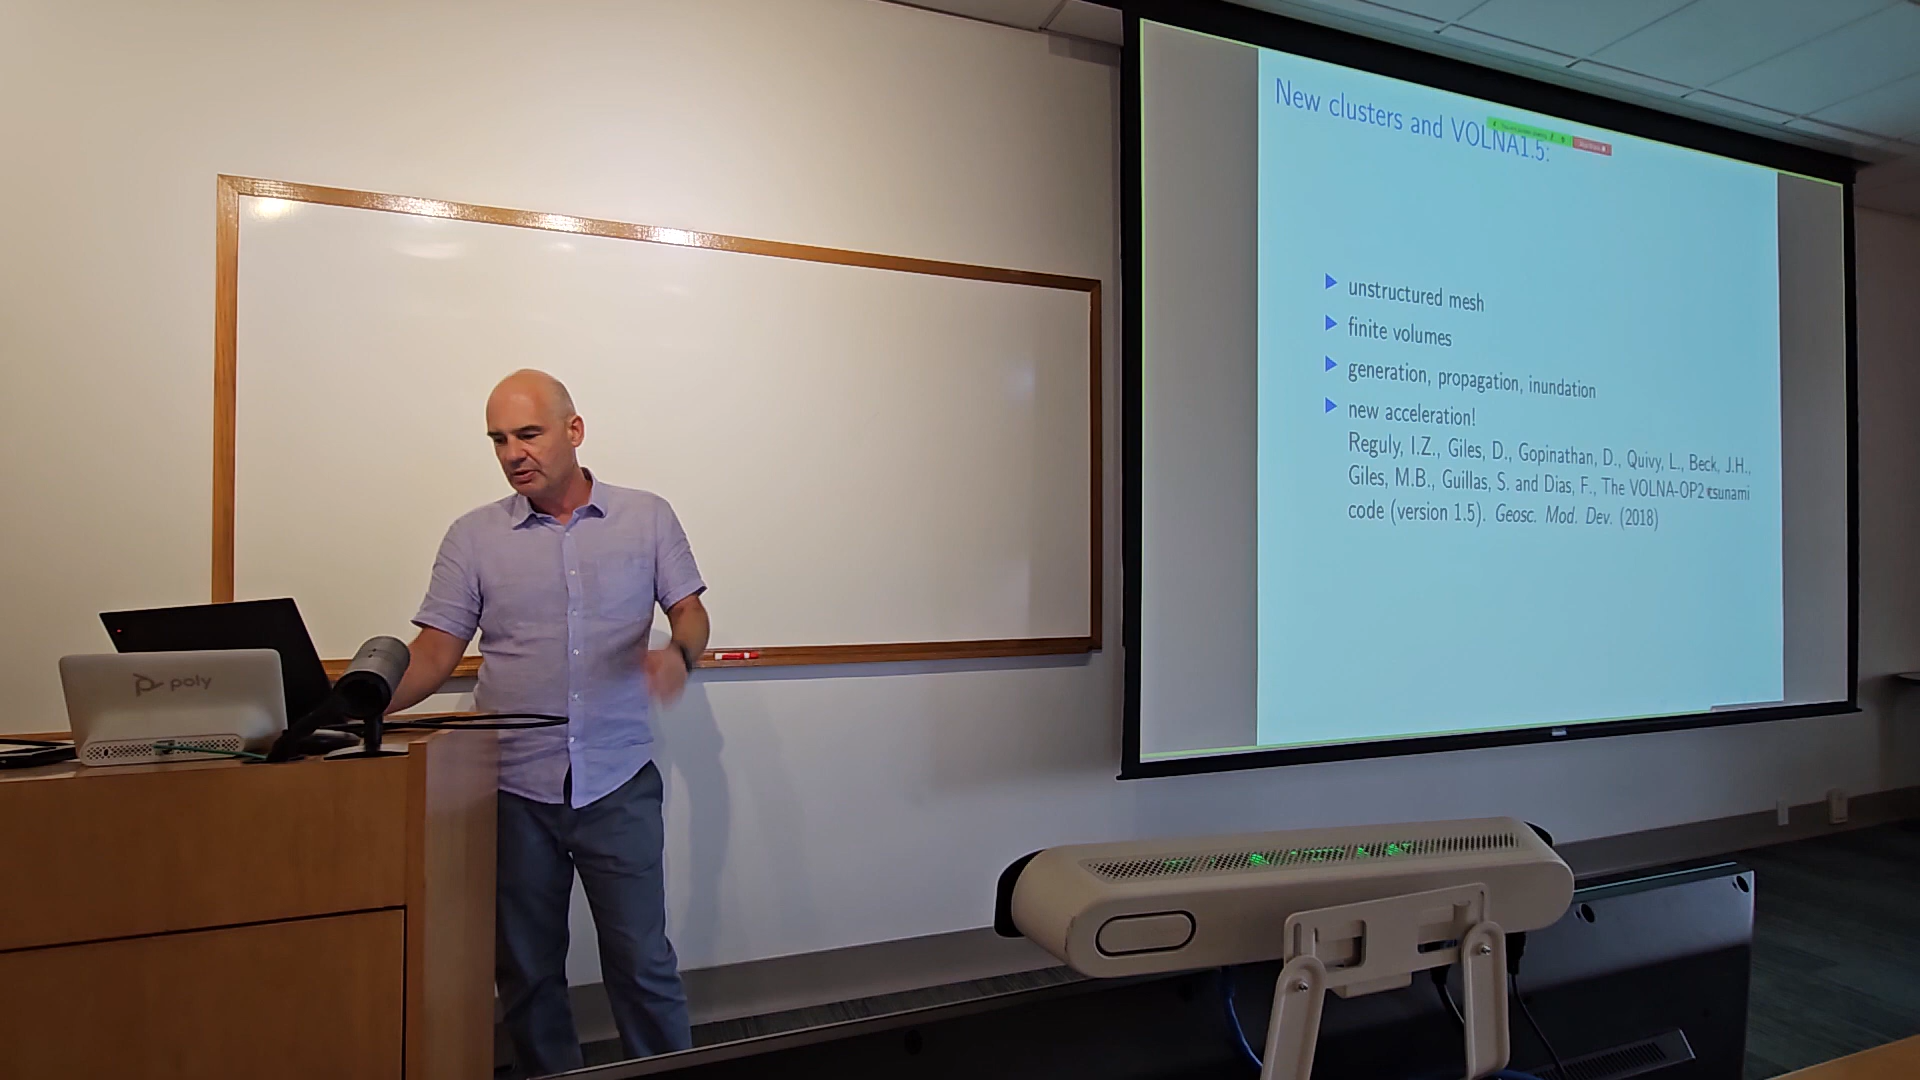 New clusters and VOLNA1.5:
unstructured mesh
finite volumes
generation, propagation, inundation
new acceleration!
Reguly, I.Z., Giles, D., Gopinathan, D., Quivy, L., Beck, J.H.,
Giles, M.B., Guillas, S. and Dias, F., The VOLNA-OP2 tsunami
code (version 1.5). Geosc. Mod. Dev. (2018)
poly